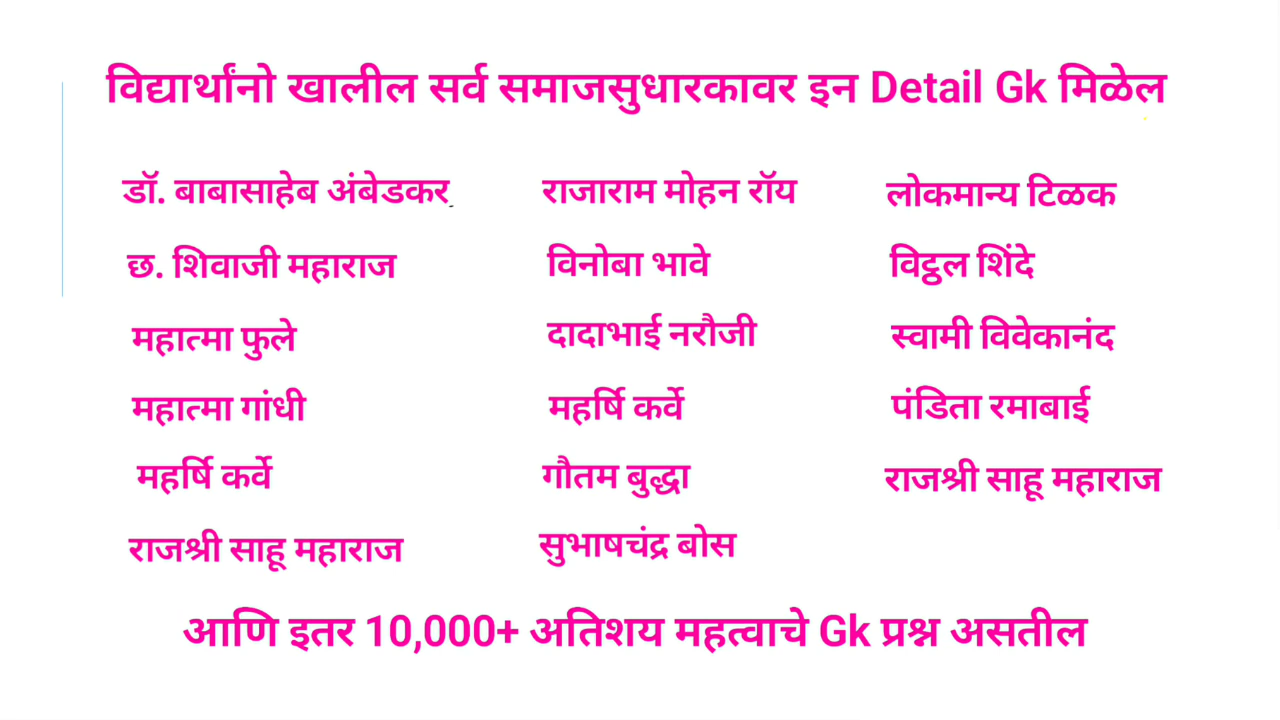 विद्यार्थांनो खालील सर्व समाजसुधारकावर इन Detail Gk मिळेल
डॉ. बाबासाहेब अंबेडकर राजाराम मोहन रॉय लोकमान्य टिळक
छ. शिवाजी महाराज विनोबा भावे विट्ठल शिंदे
महात्मा फुले दादाभाई नरौजी स्वामी विवेकानंद
महात्मा गांधी महर्षि कर्वे पंडिता रमाबाई
महर्षि कर्वे गौतम बुद्धा राजश्री साहू महाराज
राजश्री साहू महाराज सुभाषचंद्र बोस
आणि इतर 10,000+ अतिशय महत्वाचे Gk प्रश्न असतील